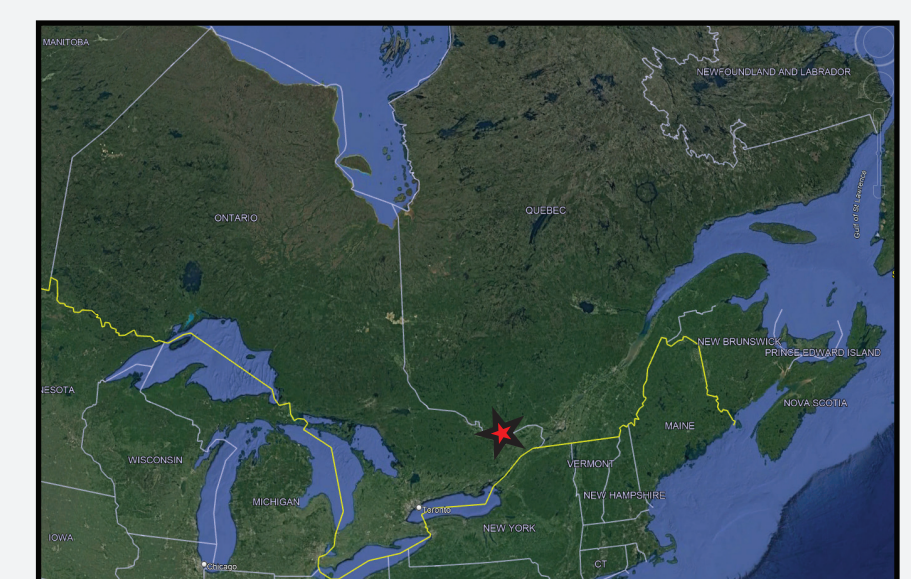 MANITOBA
NEWFOUNDLAND AND LABRADOR
Gulf of St Lawrence
ONTARIO
QUEBEC
NEW BRUNSWICK
PRINCE EDWARD ISLAND
NESOTA
NOVA SCOTIA
MAINE
WISCONSIN
VERMONT
MICHIGAN
NEW HAMPSHIRE
Toronto
NEW YORK
IOWA
CT
Chicago